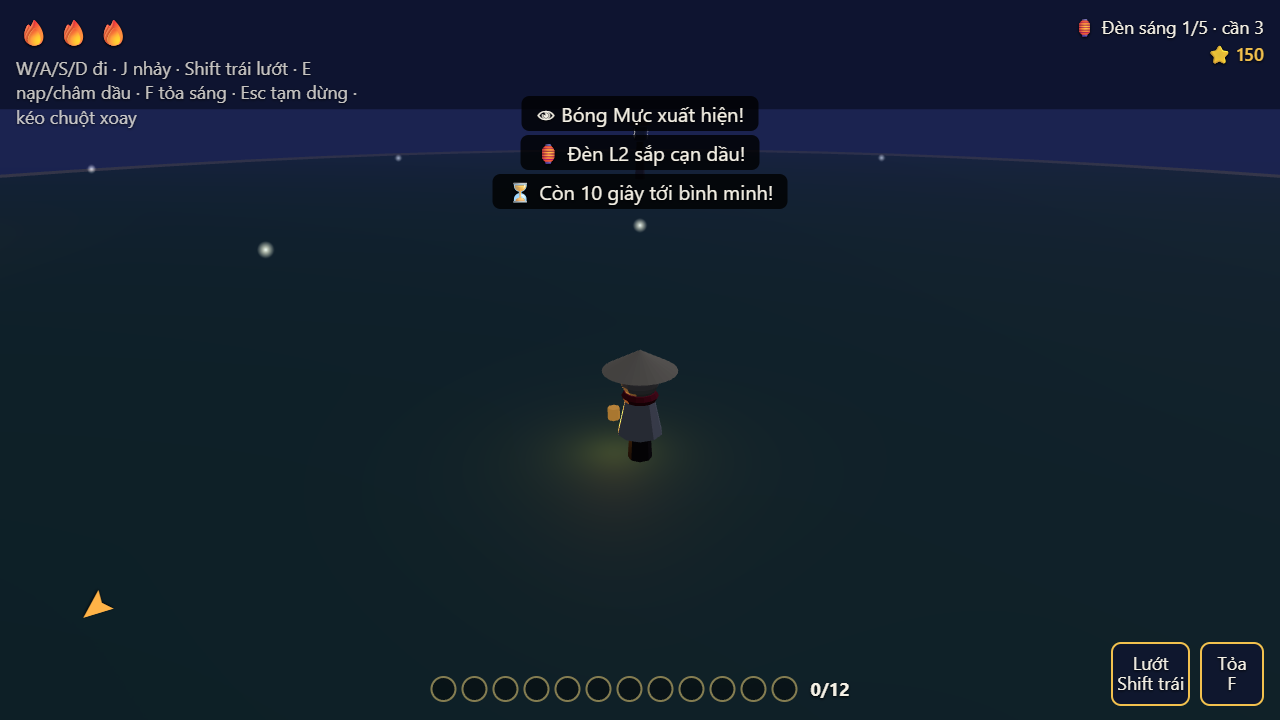 W/A/S/D đi · J nhảy · Shift trái lướt · E
nạp/châm dầu · F tỏa sáng · Esc tạm dừng ·
kéo chuột xoay
Đèn sáng 1/5 · cần 3
150
Bóng Mực xuất hiện!
Đèn L2 sắp cạn dầu!
Còn 10 giây tới bình minh!
0/12
Lướt
Shift trái
Tỏa
F